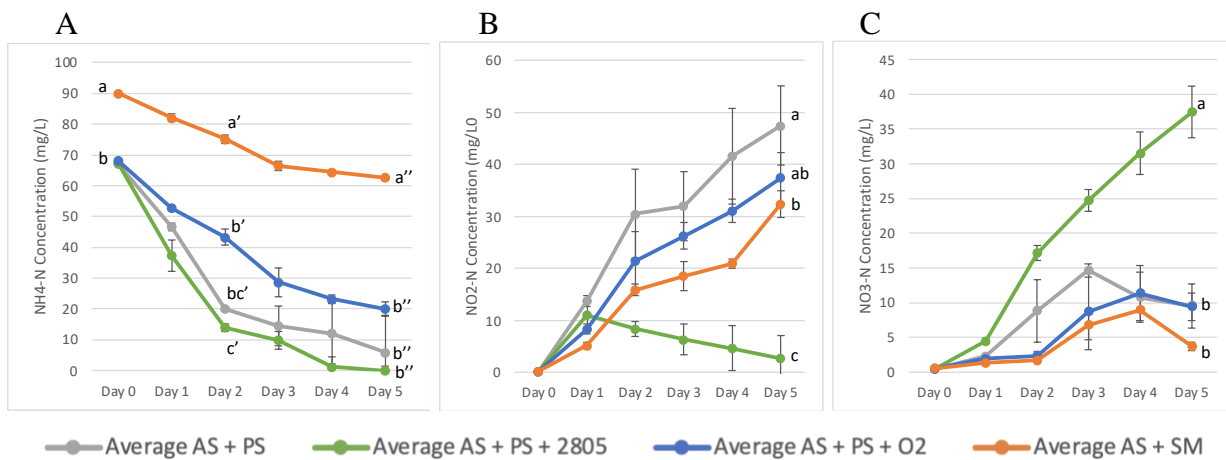 A
NH4-N Concentration (mg/L)
100
90
80
70
60
50
40
30
20
10
0
a
b
a’
b’
bc’
c’
a’’
b’’
b’’
b’’
Day 0 Day 1 Day 2 Day 3 Day 4 Day 5
B
NO2-N Concentration (mg/L0
60
50
40
30
20
10
0
a
ab
b
c
Day 0 Day 1 Day 2 Day 3 Day 4 Day 5
C
NO3-N Concentration (mg/L)
45
40
35
30
25
20
15
10
5
0
a
b
b
Day 0 Day 1 Day 2 Day 3 Day 4 Day 5
Average AS + PS Average AS + PS + 2805 Average AS + PS + O2 Average AS + SM